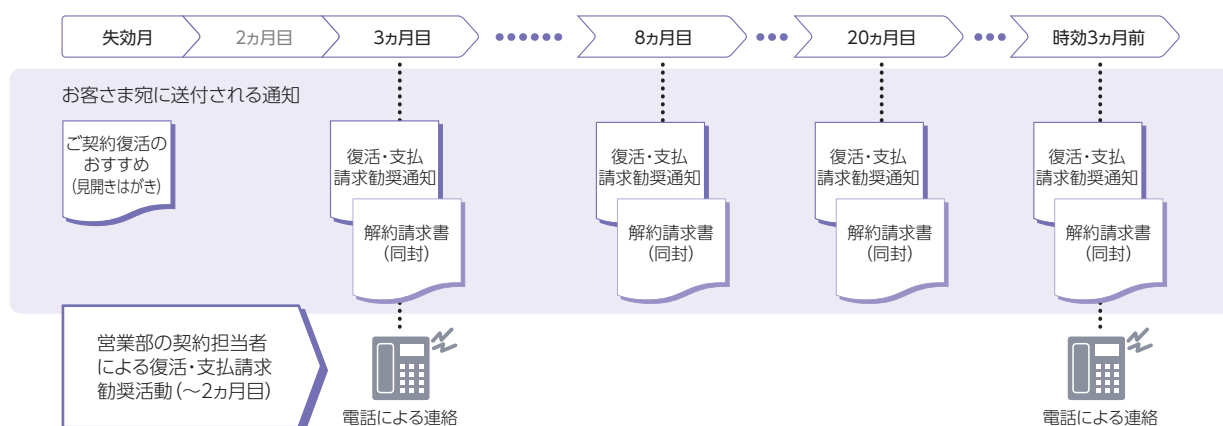 失効月
2ヵ月目
3ヵ月目
8ヵ月目
20ヵ月目
時効3ヵ月前
お客さま宛に送付される通知
ご契約復活の
おすすめ
(見開きはがき)
復活・支払
請求勧奨通知
解約請求書
(同封)
復活・支払
請求勧奨通知
解約請求書
(同封)
復活・支払
請求勧奨通知
解約請求書
(同封)
復活・支払
請求勧奨通知
解約請求書
(同封)
営業部の契約担当者
による復活・支払請求
勧奨活動(〜2ヵ月目)
電話による連絡
電話による連絡